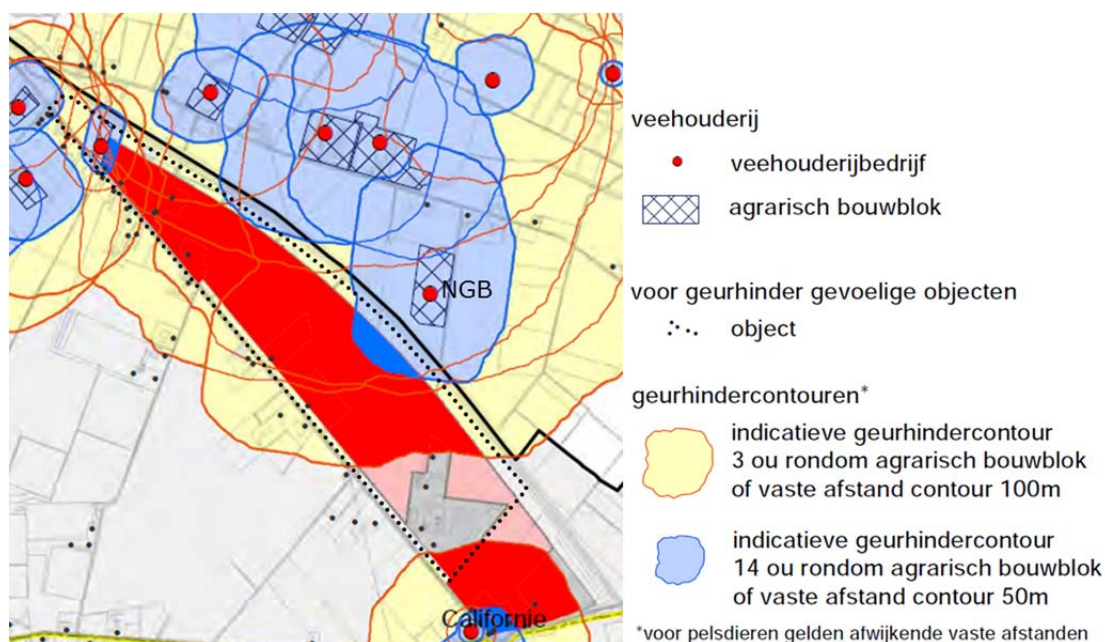 NGB
Californie
veehouderij
veehouderijbedrijf
agrarisch bouwblok
voor geurhinder gevoelige objecten
object
geurhindercontouren*
indicatieve geurhindercontour
3 ou rondom agrarisch bouwblok
of vaste afstand contour 100m
indicatieve geurhindercontour
14 ou rondom agrarisch bouwblok
of vaste afstand contour 50m
*voor pelsdieren gelden afwijkende vaste afstanden